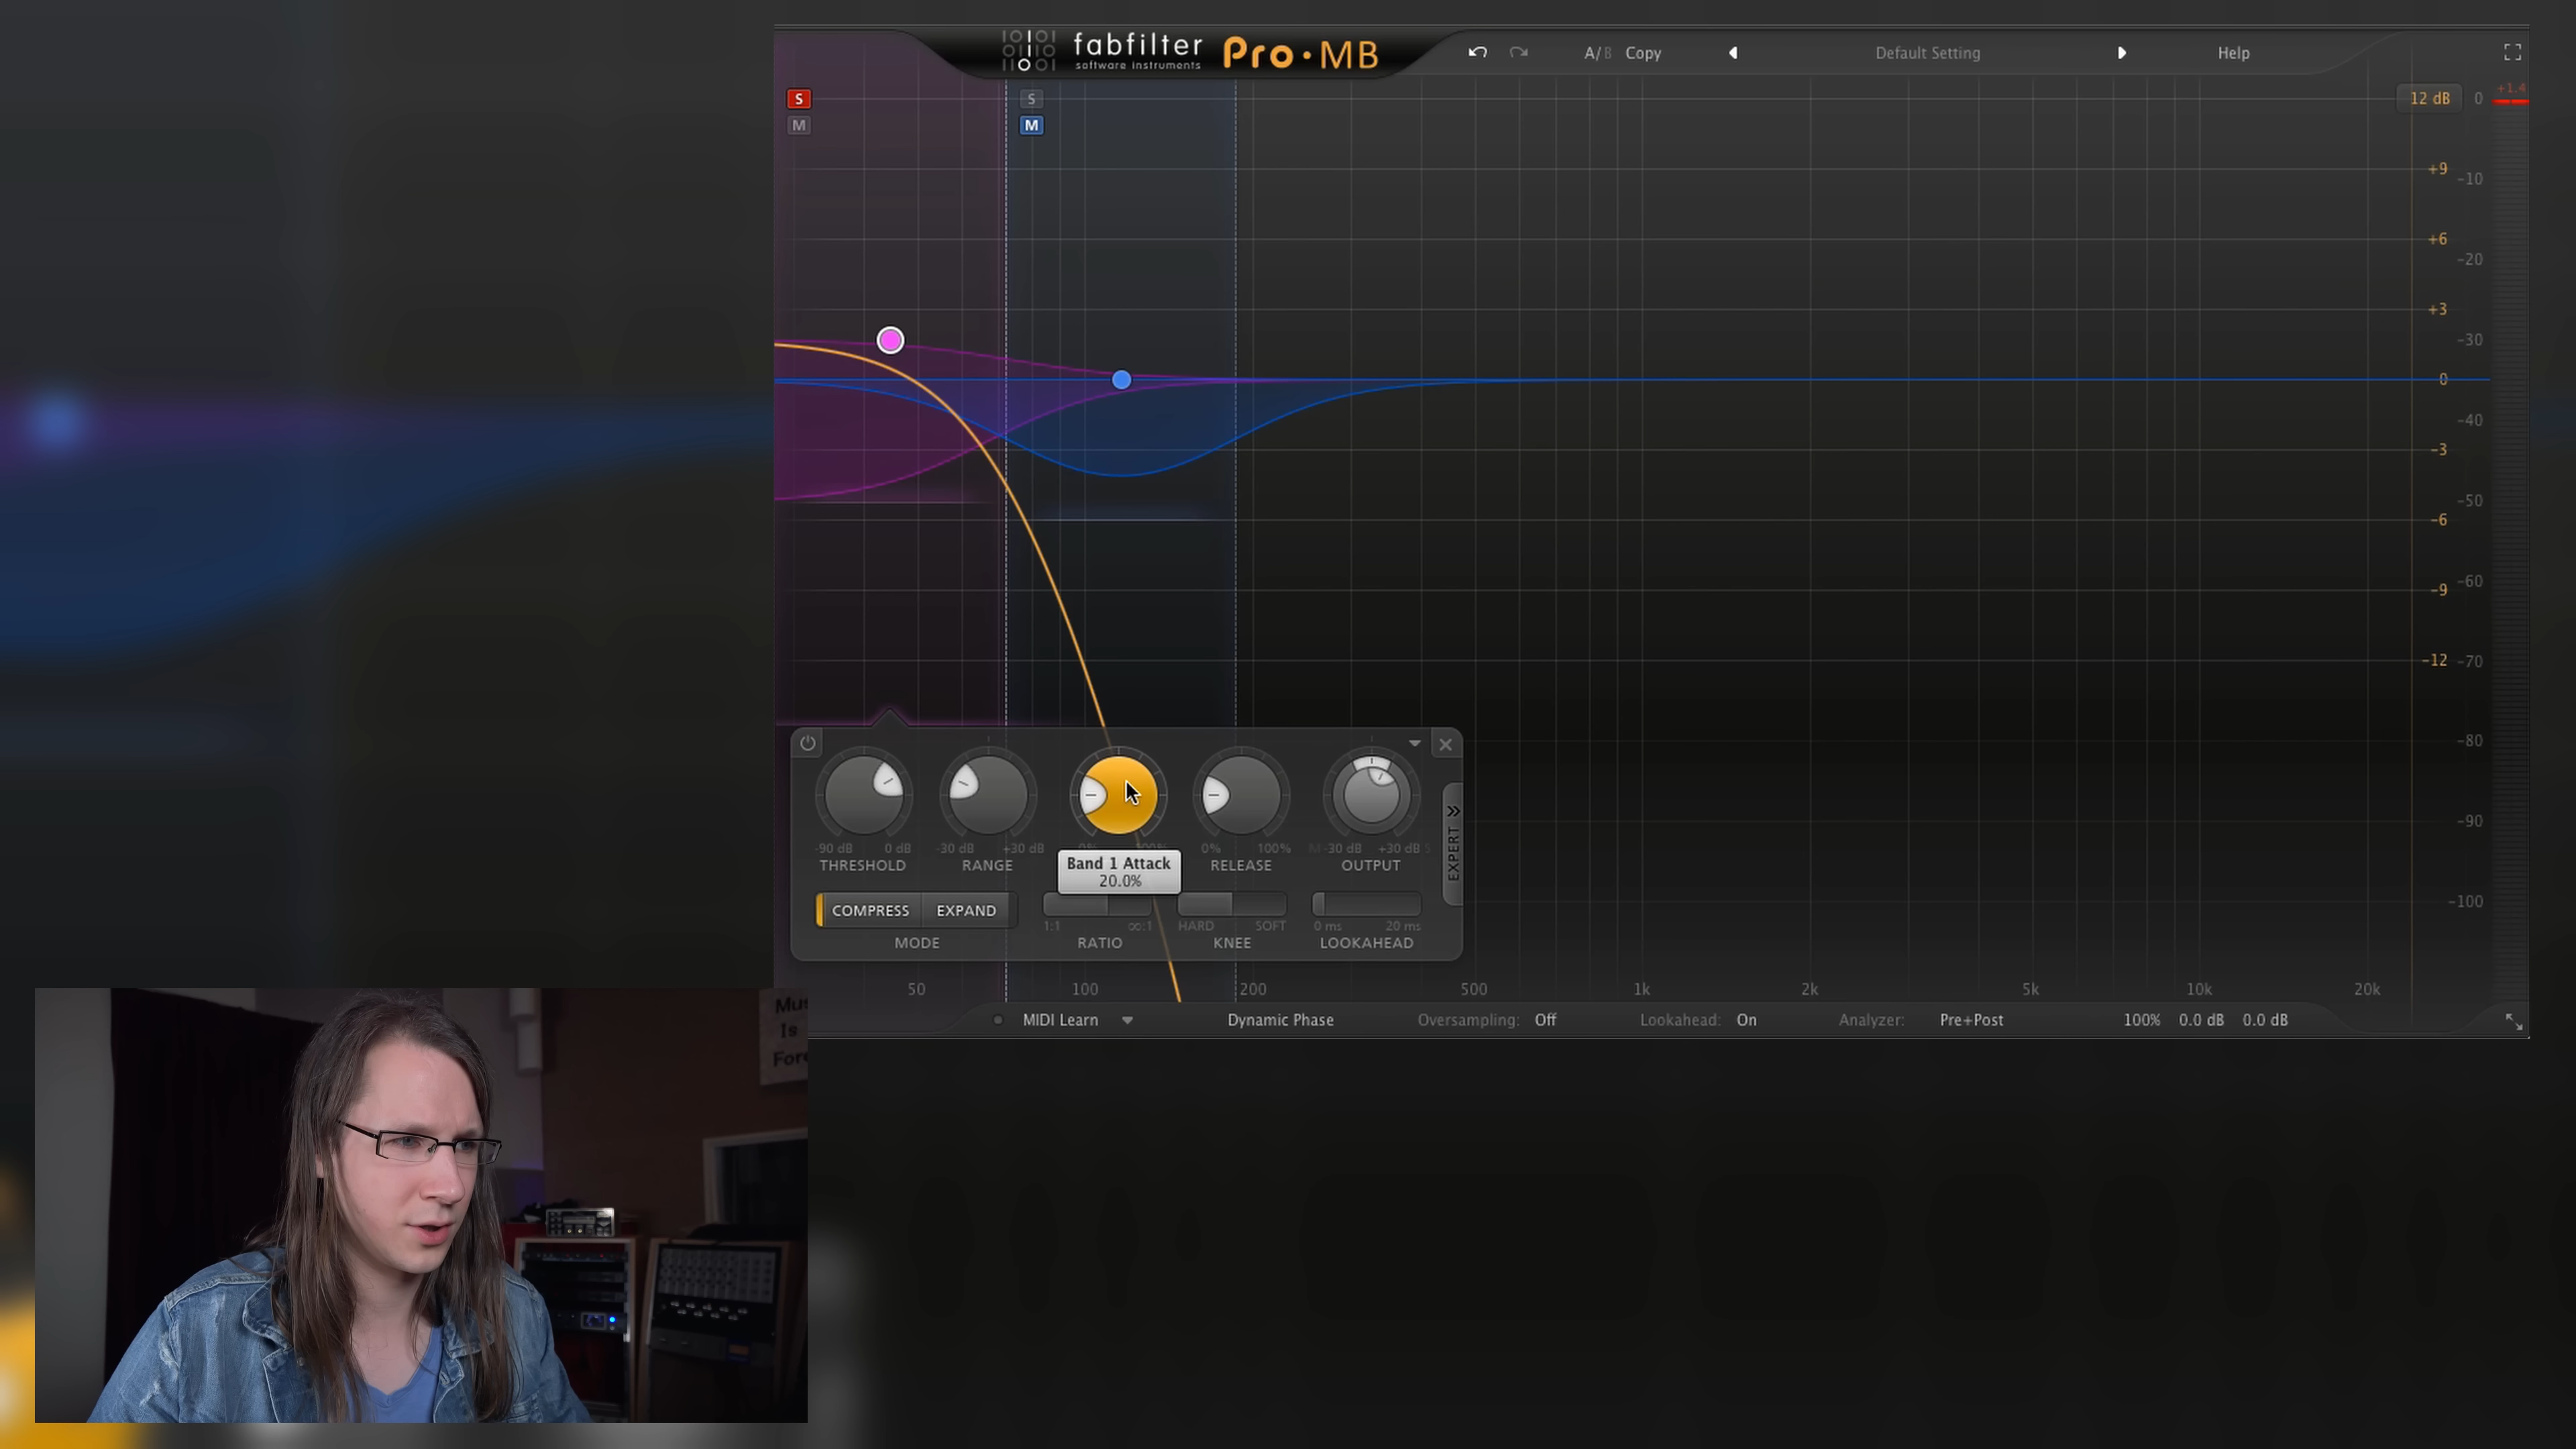 fabfilter
software instruments
Pro·MB
A/B Copy
Default Setting
Help
S
M
S
M
12 dB
0
+1.4
+9
-10
+6
-20
+3
-30
0
-40
-3
-50
-6
-60
-9
-12
-70
-80
-90
-100
-90 dB 0 dB
THRESHOLD
-30 dB +30 dB
RANGE
Band 1 Attack
20.0%
0% 100%
RELEASE
M -30 dB +30 dB S
OUTPUT
EXPERT
COMPRESS EXPAND
MODE
1:1 ∞:1
RATIO
HARD SOFT
KNEE
0 ms 20 ms
LOOKAHEAD
50 100 200 500 1k 2k 5k 10k 20k
MIDI Learn
Dynamic Phase
Oversampling: Off
Lookahead: On
Analyzer: Pre+Post
100% 0.0 dB 0.0 dB
Is